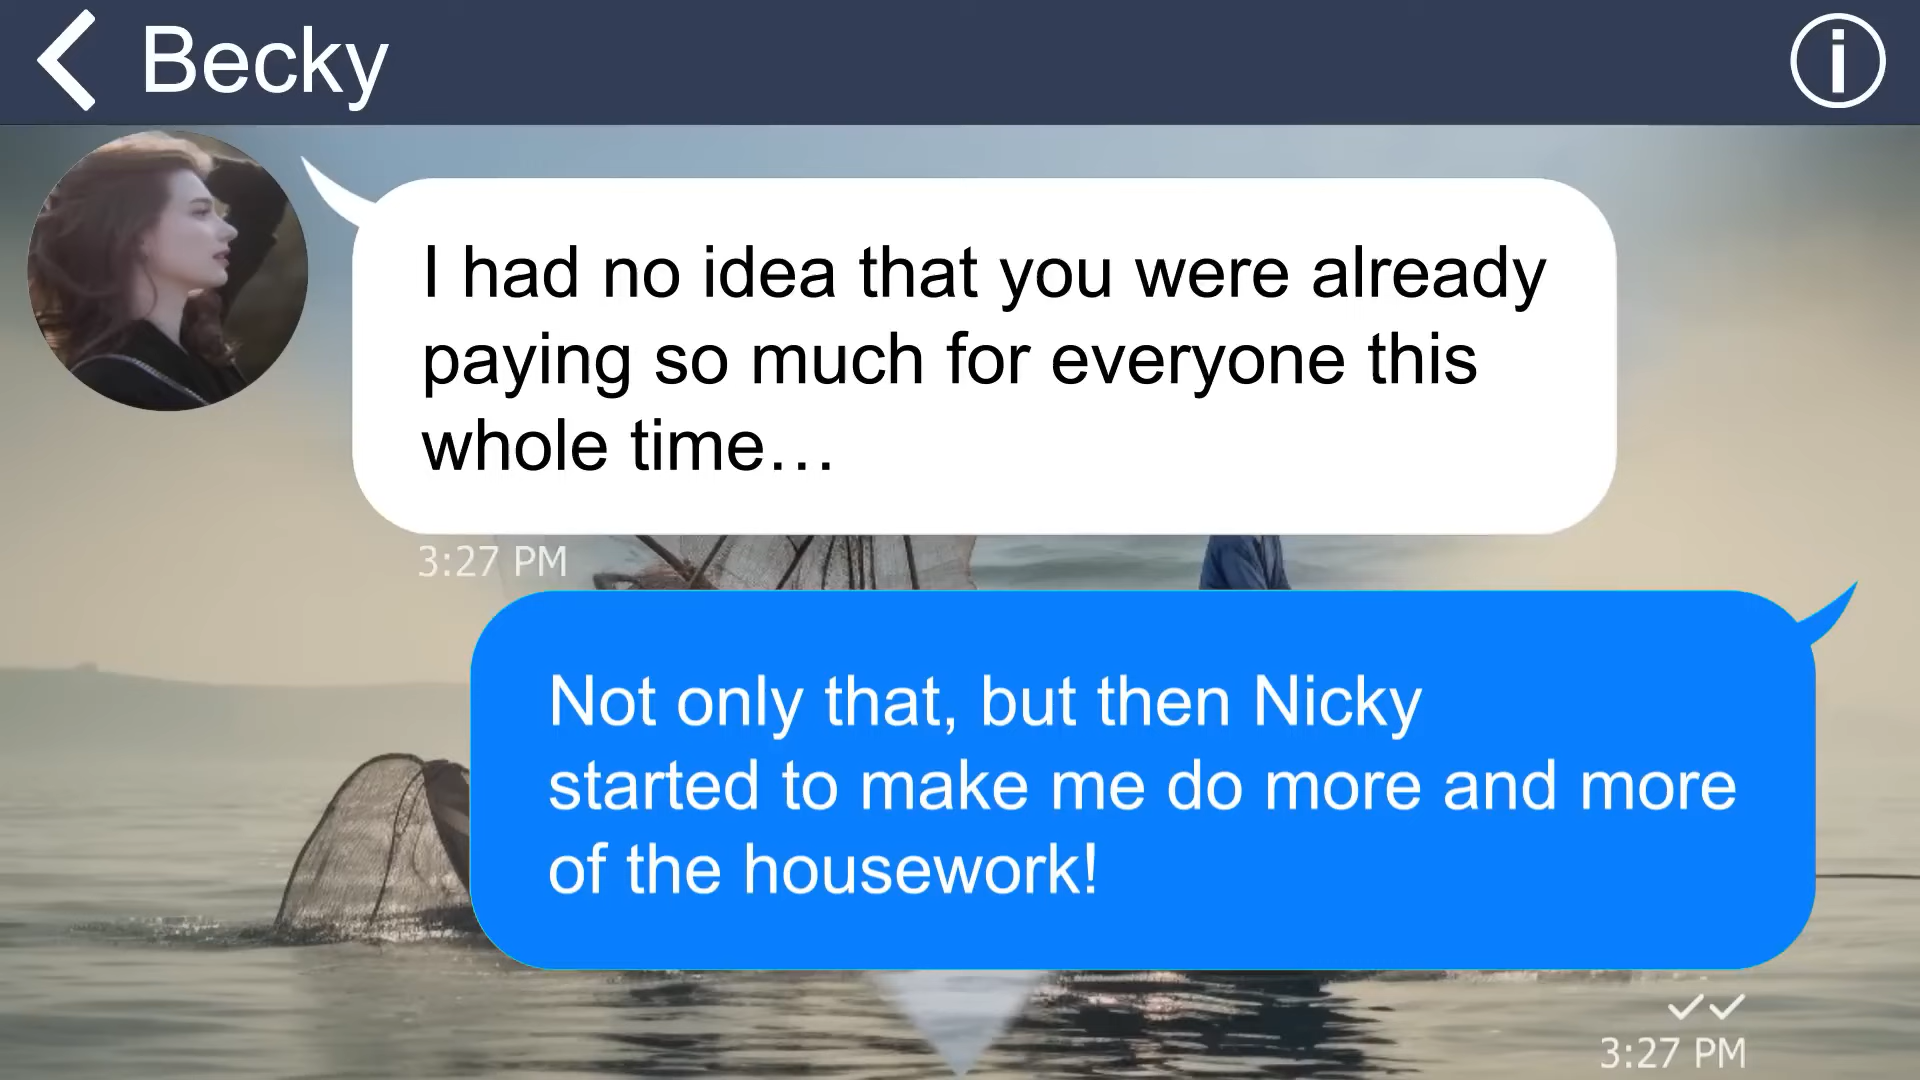 Becky
I had no idea that you were already
paying so much for everyone this
whole time…
3:27 PM
Not only that, but then Nicky
started to make me do more and more
of the housework!
3:27 PM